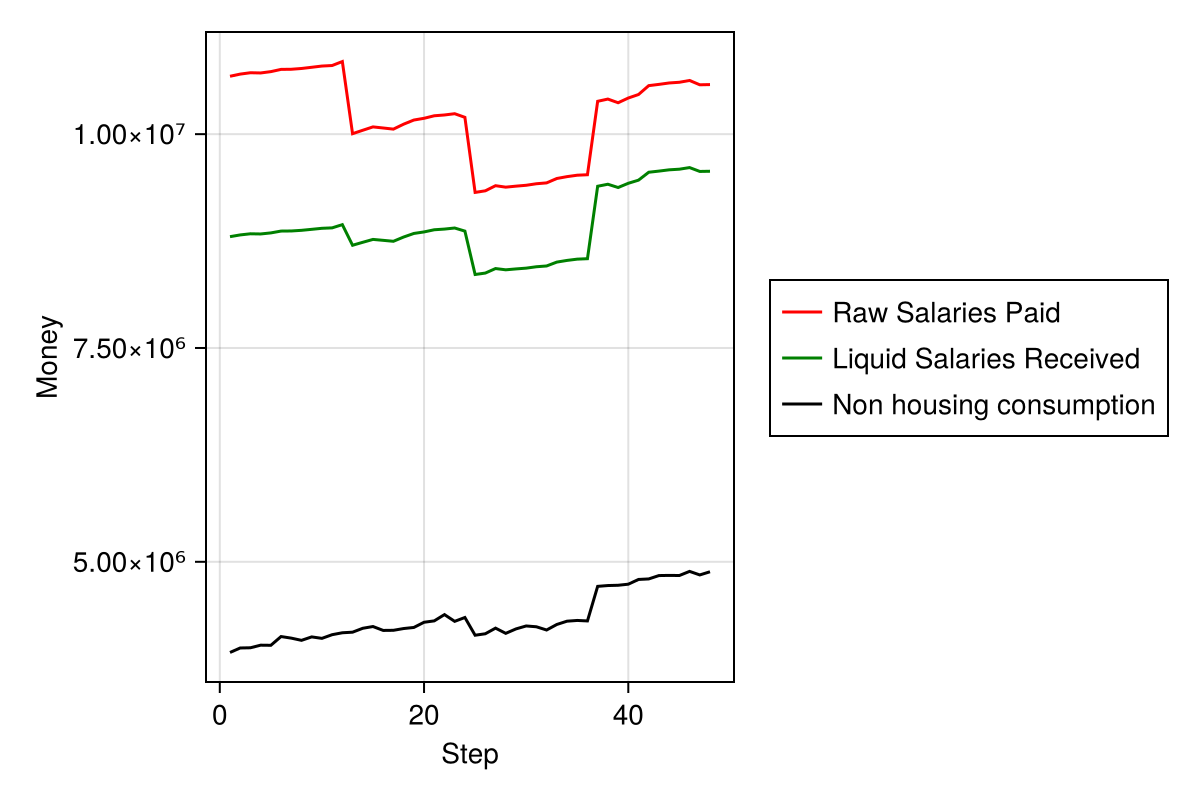 1.00×10⁷
7.50×10⁶
5.00×10⁶
Money
0 20 40
Step
Raw Salaries Paid
Liquid Salaries Received
Non housing consumption